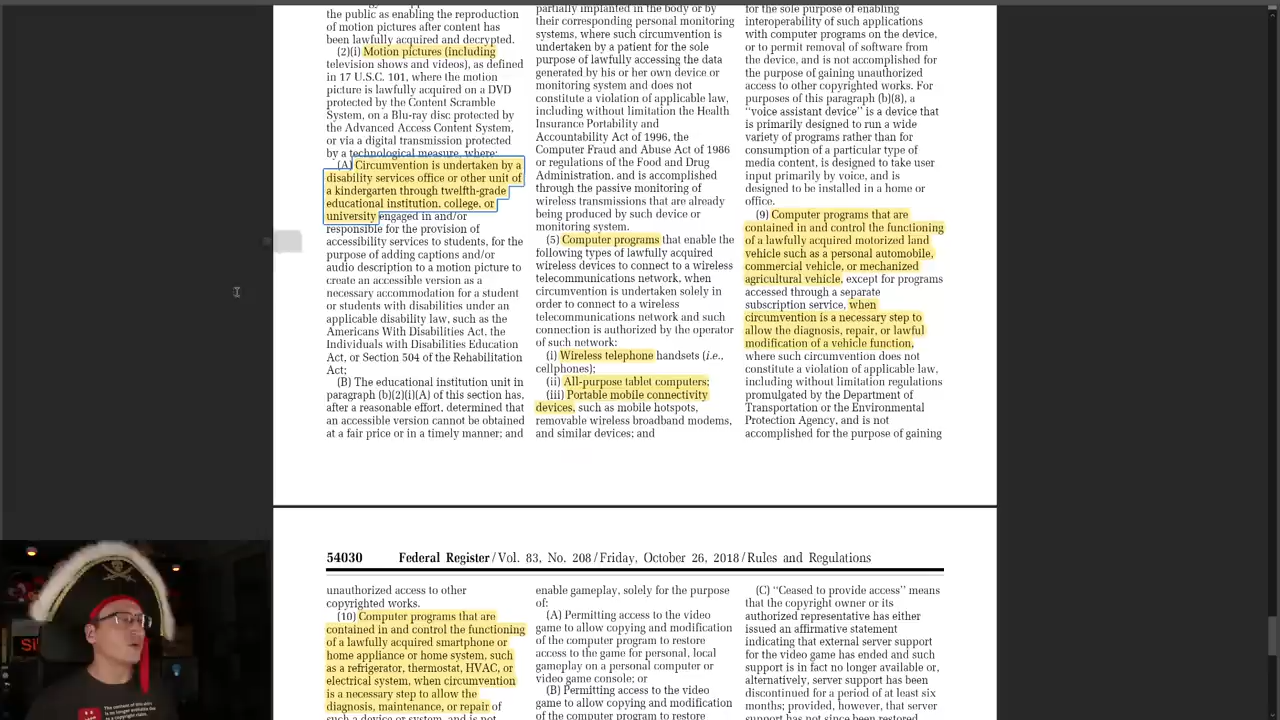 the public as enabling the reproduction
of motion pictures after content has
been lawfully acquired and decrypted.
(2)(i) Motion pictures (including
television shows and videos), as defined
in 17 U.S.C. 101, where the motion
picture is lawfully acquired on a DVD
protected by the Content Scramble
System, on a Blu-ray disc protected by
the Advanced Access Content System,
or via a digital transmission protected
by a technological measure, where:
(A) Circumvention is undertaken by a
disability services office or other unit of
a kindergarten through twelfth-grade
educational institution, college, or
university engaged in and/or
responsible for the provision of
accessibility services to students, for the
purpose of adding captions and/or
audio description to a motion picture to
create an accessible version as a
necessary accommodation for a student
or students with disabilities under an
applicable disability law, such as the
Americans With Disabilities Act, the
Individuals with Disabilities Education
Act, or Section 504 of the Rehabilitation
Act;
(B) The educational institution unit in
paragraph (b)(2)(i)(A) of this section has,
after a reasonable effort, determined that
an accessible version cannot be obtained
at a fair price or in a timely manner; and
partially implanted in the body or by
their corresponding personal monitoring
systems, where such circumvention is
undertaken by a patient for the sole
purpose of lawfully accessing the data
generated by his or her own device or
monitoring system and does not
constitute a violation of applicable law,
including without limitation the Health
Insurance Portability and
Accountability Act of 1996, the
Computer Fraud and Abuse Act of 1986
or regulations of the Food and Drug
Administration, and is accomplished
through the passive monitoring of
wireless transmissions that are already
being produced by such device or
monitoring system.
(5) Computer programs that enable the
following types of lawfully acquired
wireless devices to connect to a wireless
telecommunications network, when
circumvention is undertaken solely in
order to connect to a wireless
telecommunications network and such
connection is authorized by the operator
of such network:
(i) Wireless telephone handsets (i.e.,
cellphones);
(ii) All-purpose tablet computers;
(iii) Portable mobile connectivity
devices, such as mobile hotspots,
removable wireless broadband modems,
and similar devices; and
for the sole purpose of enabling
interoperability of such applications
with computer programs on the device,
or to permit removal of software from
the device, and is not accomplished for
the purpose of gaining unauthorized
access to other copyrighted works. For
purposes of this paragraph (b)(8), a
‘‘voice assistant device’’ is a device that
is primarily designed to run a wide
variety of programs rather than for
consumption of a particular type of
media content, is designed to take user
input primarily by voice, and is
designed to be installed in a home or
office.
(9) Computer programs that are
contained in and control the functioning
of a lawfully acquired motorized land
vehicle such as a personal automobile,
commercial vehicle, or mechanized
agricultural vehicle, except for programs
accessed through a separate
subscription service, when
circumvention is a necessary step to
allow the diagnosis, repair, or lawful
modification of a vehicle function,
where such circumvention does not
constitute a violation of applicable law,
including without limitation regulations
promulgated by the Department of
Transportation or the Environmental
Protection Agency, and is not
accomplished for the purpose of gaining
54030 Federal Register / Vol. 83, No. 208 / Friday, October 26, 2018 / Rules and Regulations
unauthorized access to other
copyrighted works.
(10) Computer programs that are
contained in and control the functioning
of a lawfully acquired smartphone or
home appliance or home system, such
as a refrigerator, thermostat, HVAC, or
electrical system, when circumvention
is a necessary step to allow the
diagnosis, maintenance, or repair of
such a device or system, and is not
enable gameplay, solely for the purpose
of:
(A) Permitting access to the video
game to allow copying and modification
of the computer program to restore
access to the game for personal, local
gameplay on a personal computer or
video game console; or
(B) Permitting access to the video
game to allow copying and modification
of the computer program to restore
(C) ‘‘Ceased to provide access’’ means
that the copyright owner or its
authorized representative has either
issued an affirmative statement
indicating that external server support
for the video game has ended and such
support is in fact no longer available or,
alternatively, server support has been
discontinued for a period of at least six
months; provided, however, that server
support has not since been restored